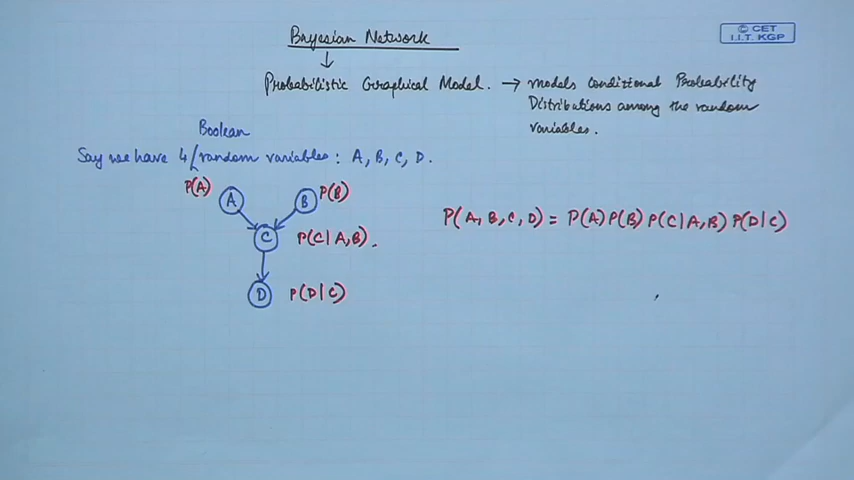 Bayesian Network
© CET
I.I.T. KGP
Probabilistic Graphical Model. → models conditional Probability
Distributions among the random
variables.
Boolean
Say we have 4 random variables: A, B, C, D.
P(A) A B P(B)
C P(C|A,B).
D P(D|C)
P(A, B, C, D) = P(A) P(B) P(C|A,B) P(D|C)